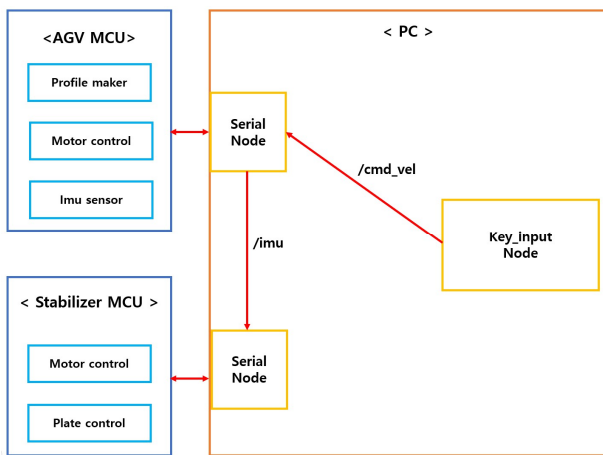 <AGV MCU>
Profile maker
Motor control
Imu sensor
< PC >
Serial
Node
/cmd_vel
Key_input
Node
/imu
< Stabilizer MCU >
Motor control
Plate control
Serial
Node